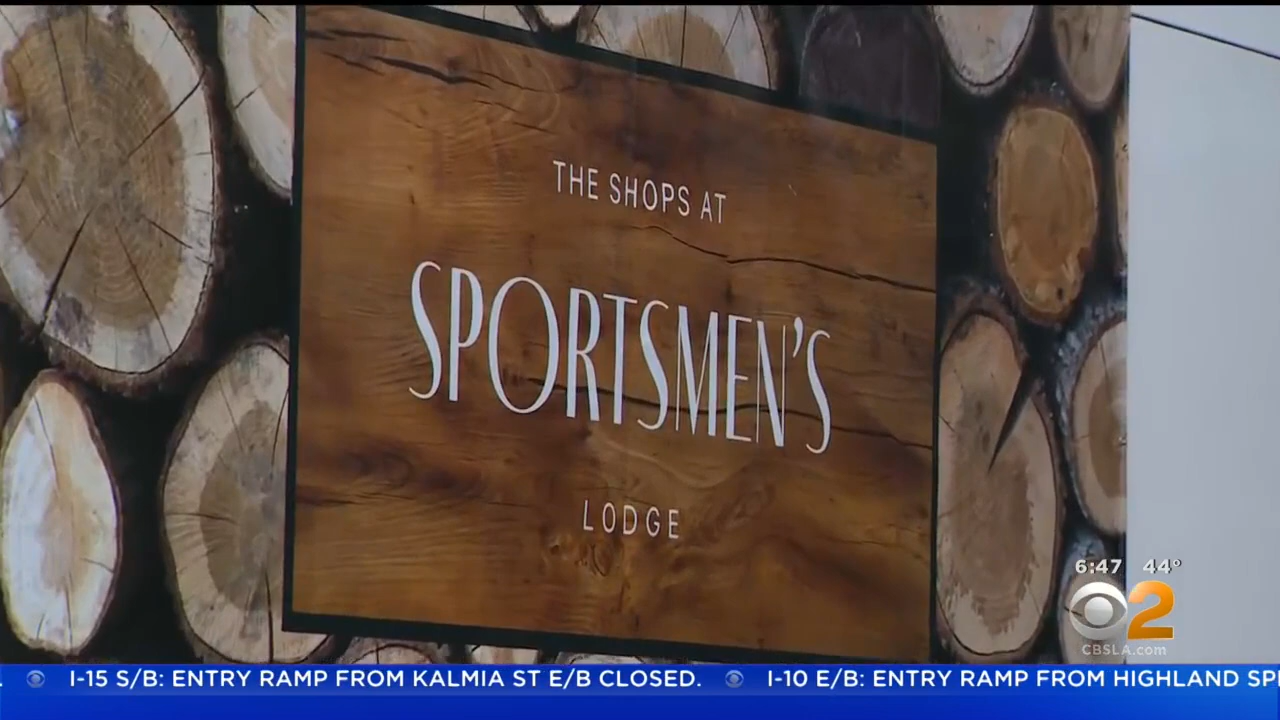 THE SHOPS AT
SPORTSMEN'S
LODGE
6:47 44°
2
CBSLA.com
I-15 S/B: ENTRY RAMP FROM KALMIA ST E/B CLOSED. I-10 E/B: ENTRY RAMP FROM HIGHLAND